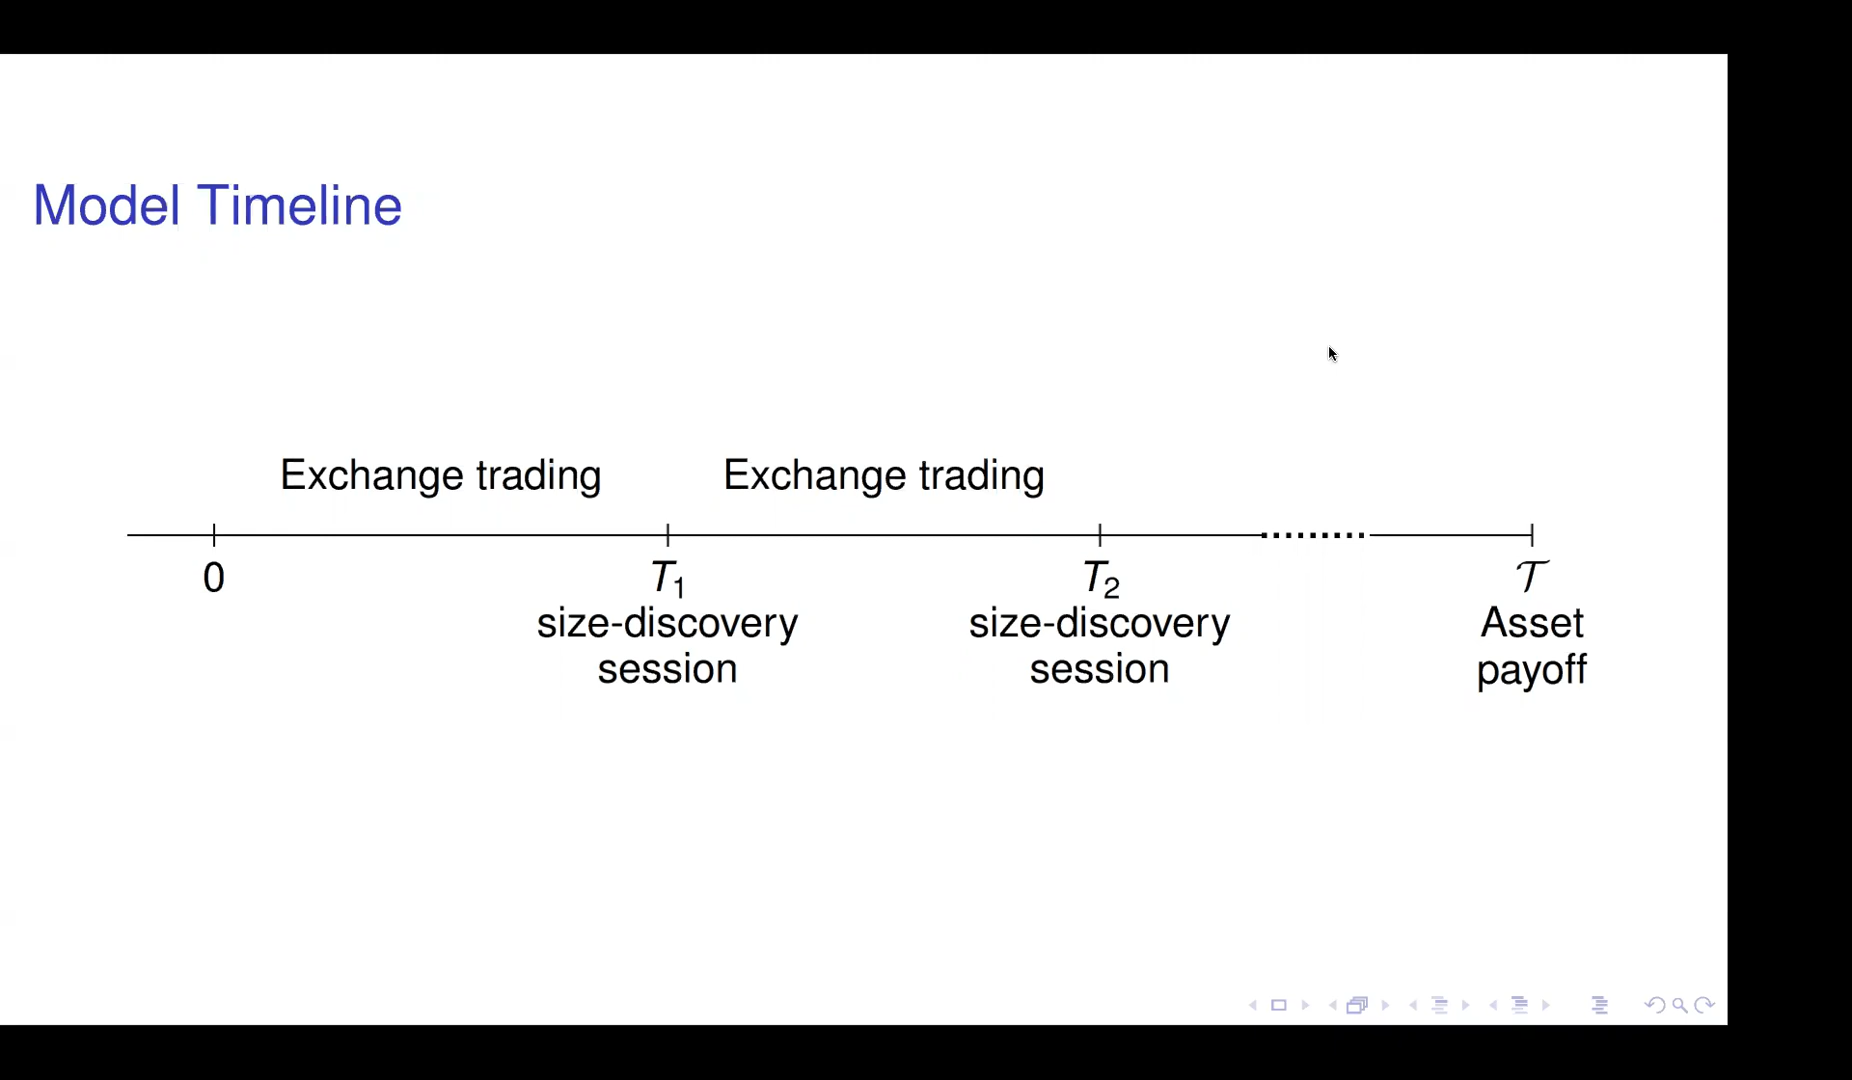 Model Timeline
Exchange trading Exchange trading
0 T₁ T₂ 𝒯
size-discovery size-discovery Asset
session session payoff